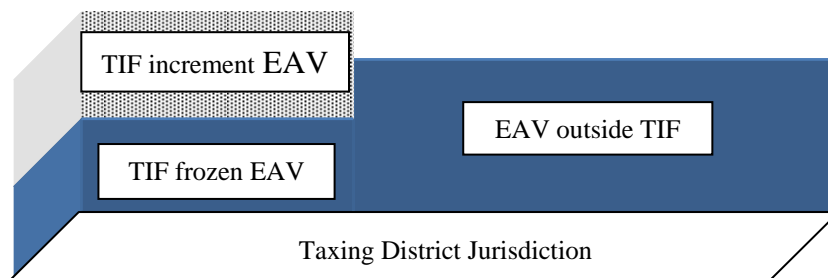 TIF increment EAV
EAV outside TIF
TIF frozen EAV
Taxing District Jurisdiction